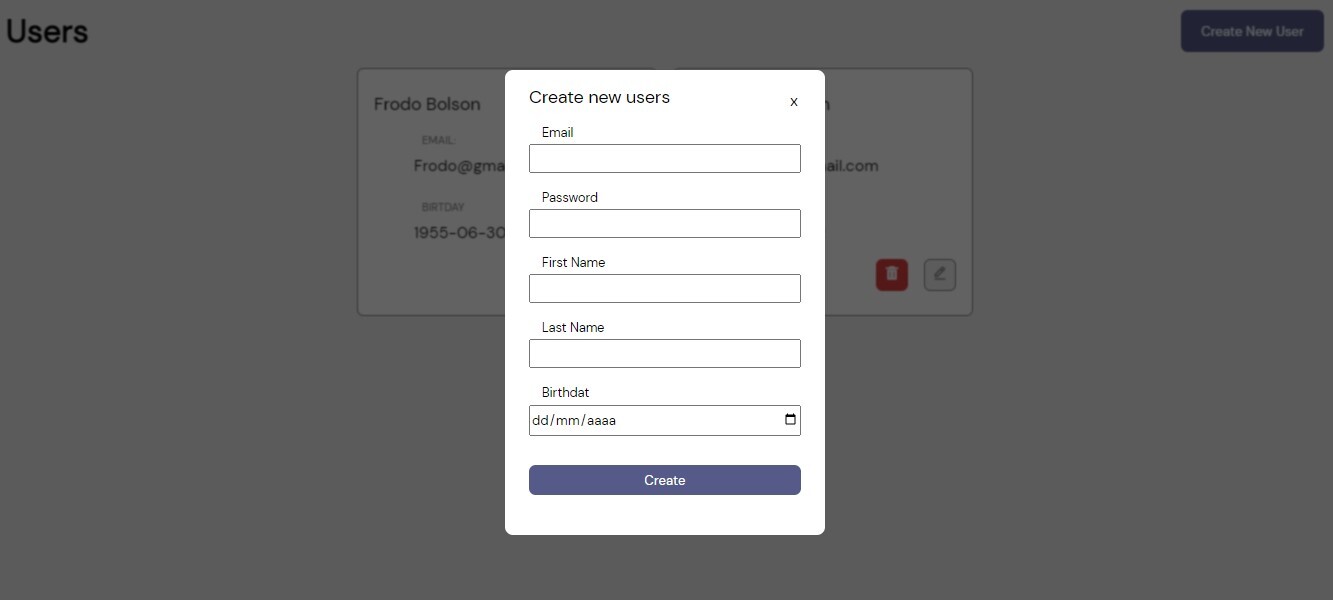 Users
Create New User
Create new users
x
Frodo Bolson
Email
EMAIL:
Frodo@gma
ail.com
Password
BIRTDAY
1955-06-30
First Name
Last Name
Birthdat
dd/mm/aaaa
Create